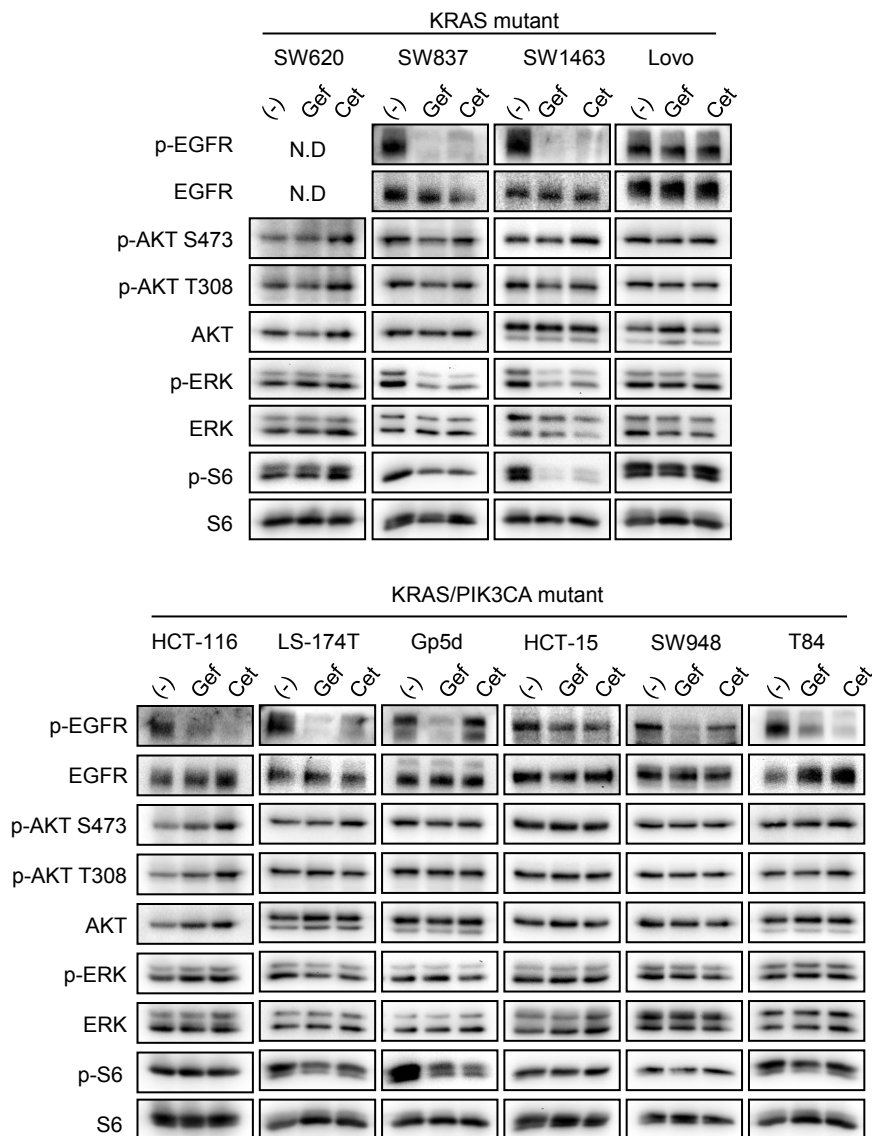 KRAS mutant
SW620 SW837 SW1463 Lovo
(-) Gef Cet (-) Gef Cet (-) Gef Cet (-) Gef Cet
p-EGFR N.D
EGFR N.D
p-AKT S473
p-AKT T308
AKT
p-ERK
ERK
p-S6
S6
KRAS/PIK3CA mutant
HCT-116 LS-174T Gp5d HCT-15 SW948 T84
(-) Gef Cet (-) Gef Cet (-) Gef Cet (-) Gef Cet (-) Gef Cet (-) Gef Cet
p-EGFR
EGFR
p-AKT S473
p-AKT T308
AKT
p-ERK
ERK
p-S6
S6